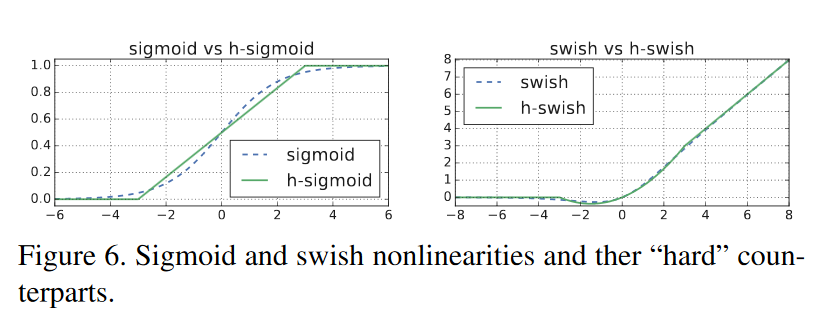 sigmoid vs h-sigmoid
1.0
0.8
0.6
0.4
0.2
0.0
sigmoid
h-sigmoid
−6 −4 −2 0 2 4 6
swish vs h-swish
8
7
6
5
4
3
2
1
0
swish
h-swish
−8 −6 −4 −2 0 2 4 6 8
Figure 6. Sigmoid and swish nonlinearities and ther “hard” coun-
terparts.